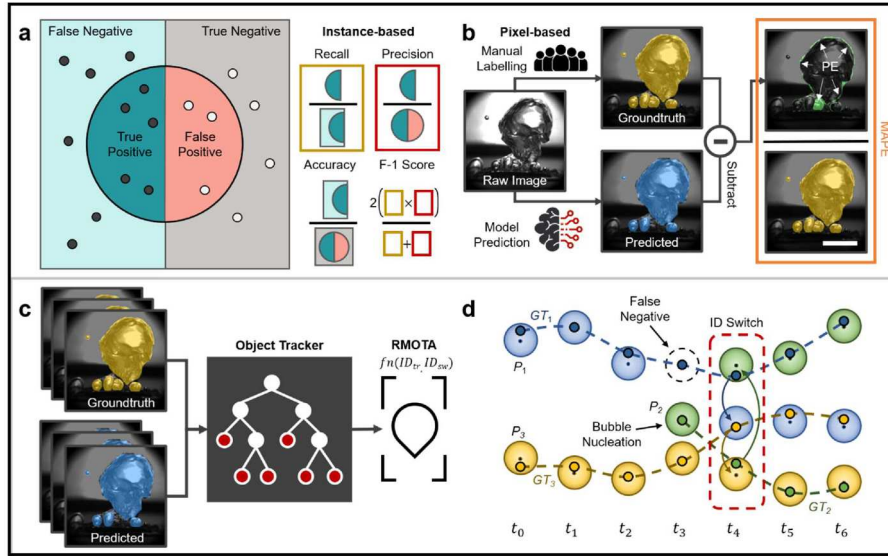 a
False Negative
True Negative
True
Positive
False
Positive
Instance-based
Recall
Precision
Accuracy
F-1 Score
2( × )
+
b
Pixel-based
Manual
Labelling
Raw Image
Model
Prediction
Groundtruth
Predicted
Subtract
PE
MAPE
c
Groundtruth
Predicted
Object Tracker
RMOTA
fn(ID_tr, ID_sw)
d
GT₁
False
Negative
ID Switch
P₁
P₂
Bubble
Nucleation
P₃
GT₃
GT₂
t₀
t₁
t₂
t₃
t₄
t₅
t₆